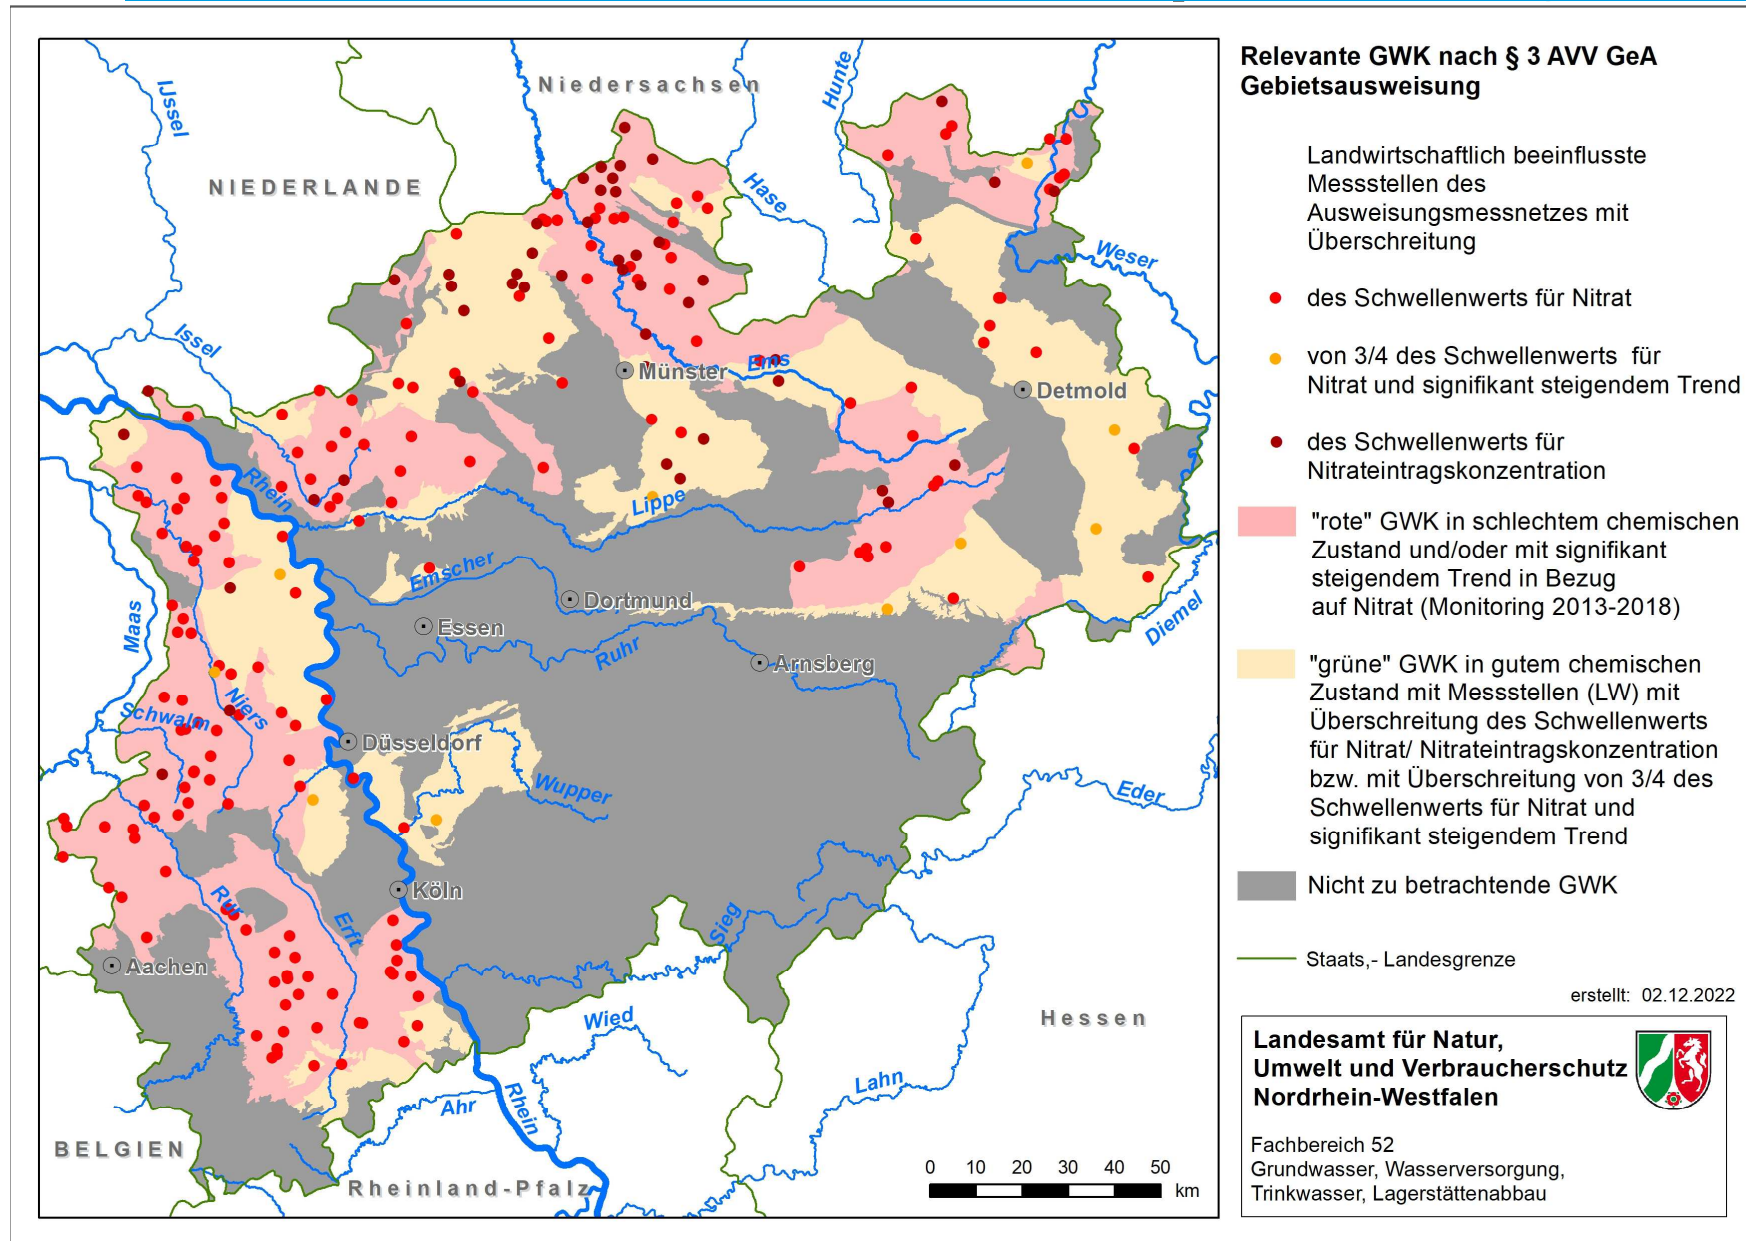 Relevante GWK nach § 3 AVV GeA
Gebietsausweisung
Landwirtschaftlich beeinflusste
Messstellen des
Ausweisungsmessnetzes mit
Überschreitung
des Schwellenwerts für Nitrat
von 3/4 des Schwellenwerts für
Nitrat und signifikant steigendem Trend
des Schwellenwerts für
Nitrateintragskonzentration
"rote" GWK in schlechtem chemischen
Zustand und/oder mit signifikant
steigendem Trend in Bezug
auf Nitrat (Monitoring 2013-2018)
"grüne" GWK in gutem chemischen
Zustand mit Messstellen (LW) mit
Überschreitung des Schwellenwerts
für Nitrat/ Nitrateintragskonzentration
bzw. mit Überschreitung von 3/4 des
Schwellenwerts für Nitrat und
signifikant steigendem Trend
Nicht zu betrachtende GWK
Staats,- Landesgrenze
erstellt: 02.12.2022
Landesamt für Natur,
Umwelt und Verbraucherschutz
Nordrhein-Westfalen
Fachbereich 52
Grundwasser, Wasserversorgung,
Trinkwasser, Lagerstättenabbau
Niedersachsen
NIEDERLANDE
IJssel
Hunte
Hase
Weser
Issel
Ems
Münster
Detmold
Rhein
Lippe
Emscher
Dortmund
Essen
Ruhr
Arnsberg
Diemel
Maas
Niers
Schwalm
Düsseldorf
Wupper
Eder
Köln
Rur
Erft
Sieg
Aachen
Wied
Hessen
Lahn
Ahr
Rhein
BELGIEN
Rheinland-Pfalz
0 10 20 30 40 50
km